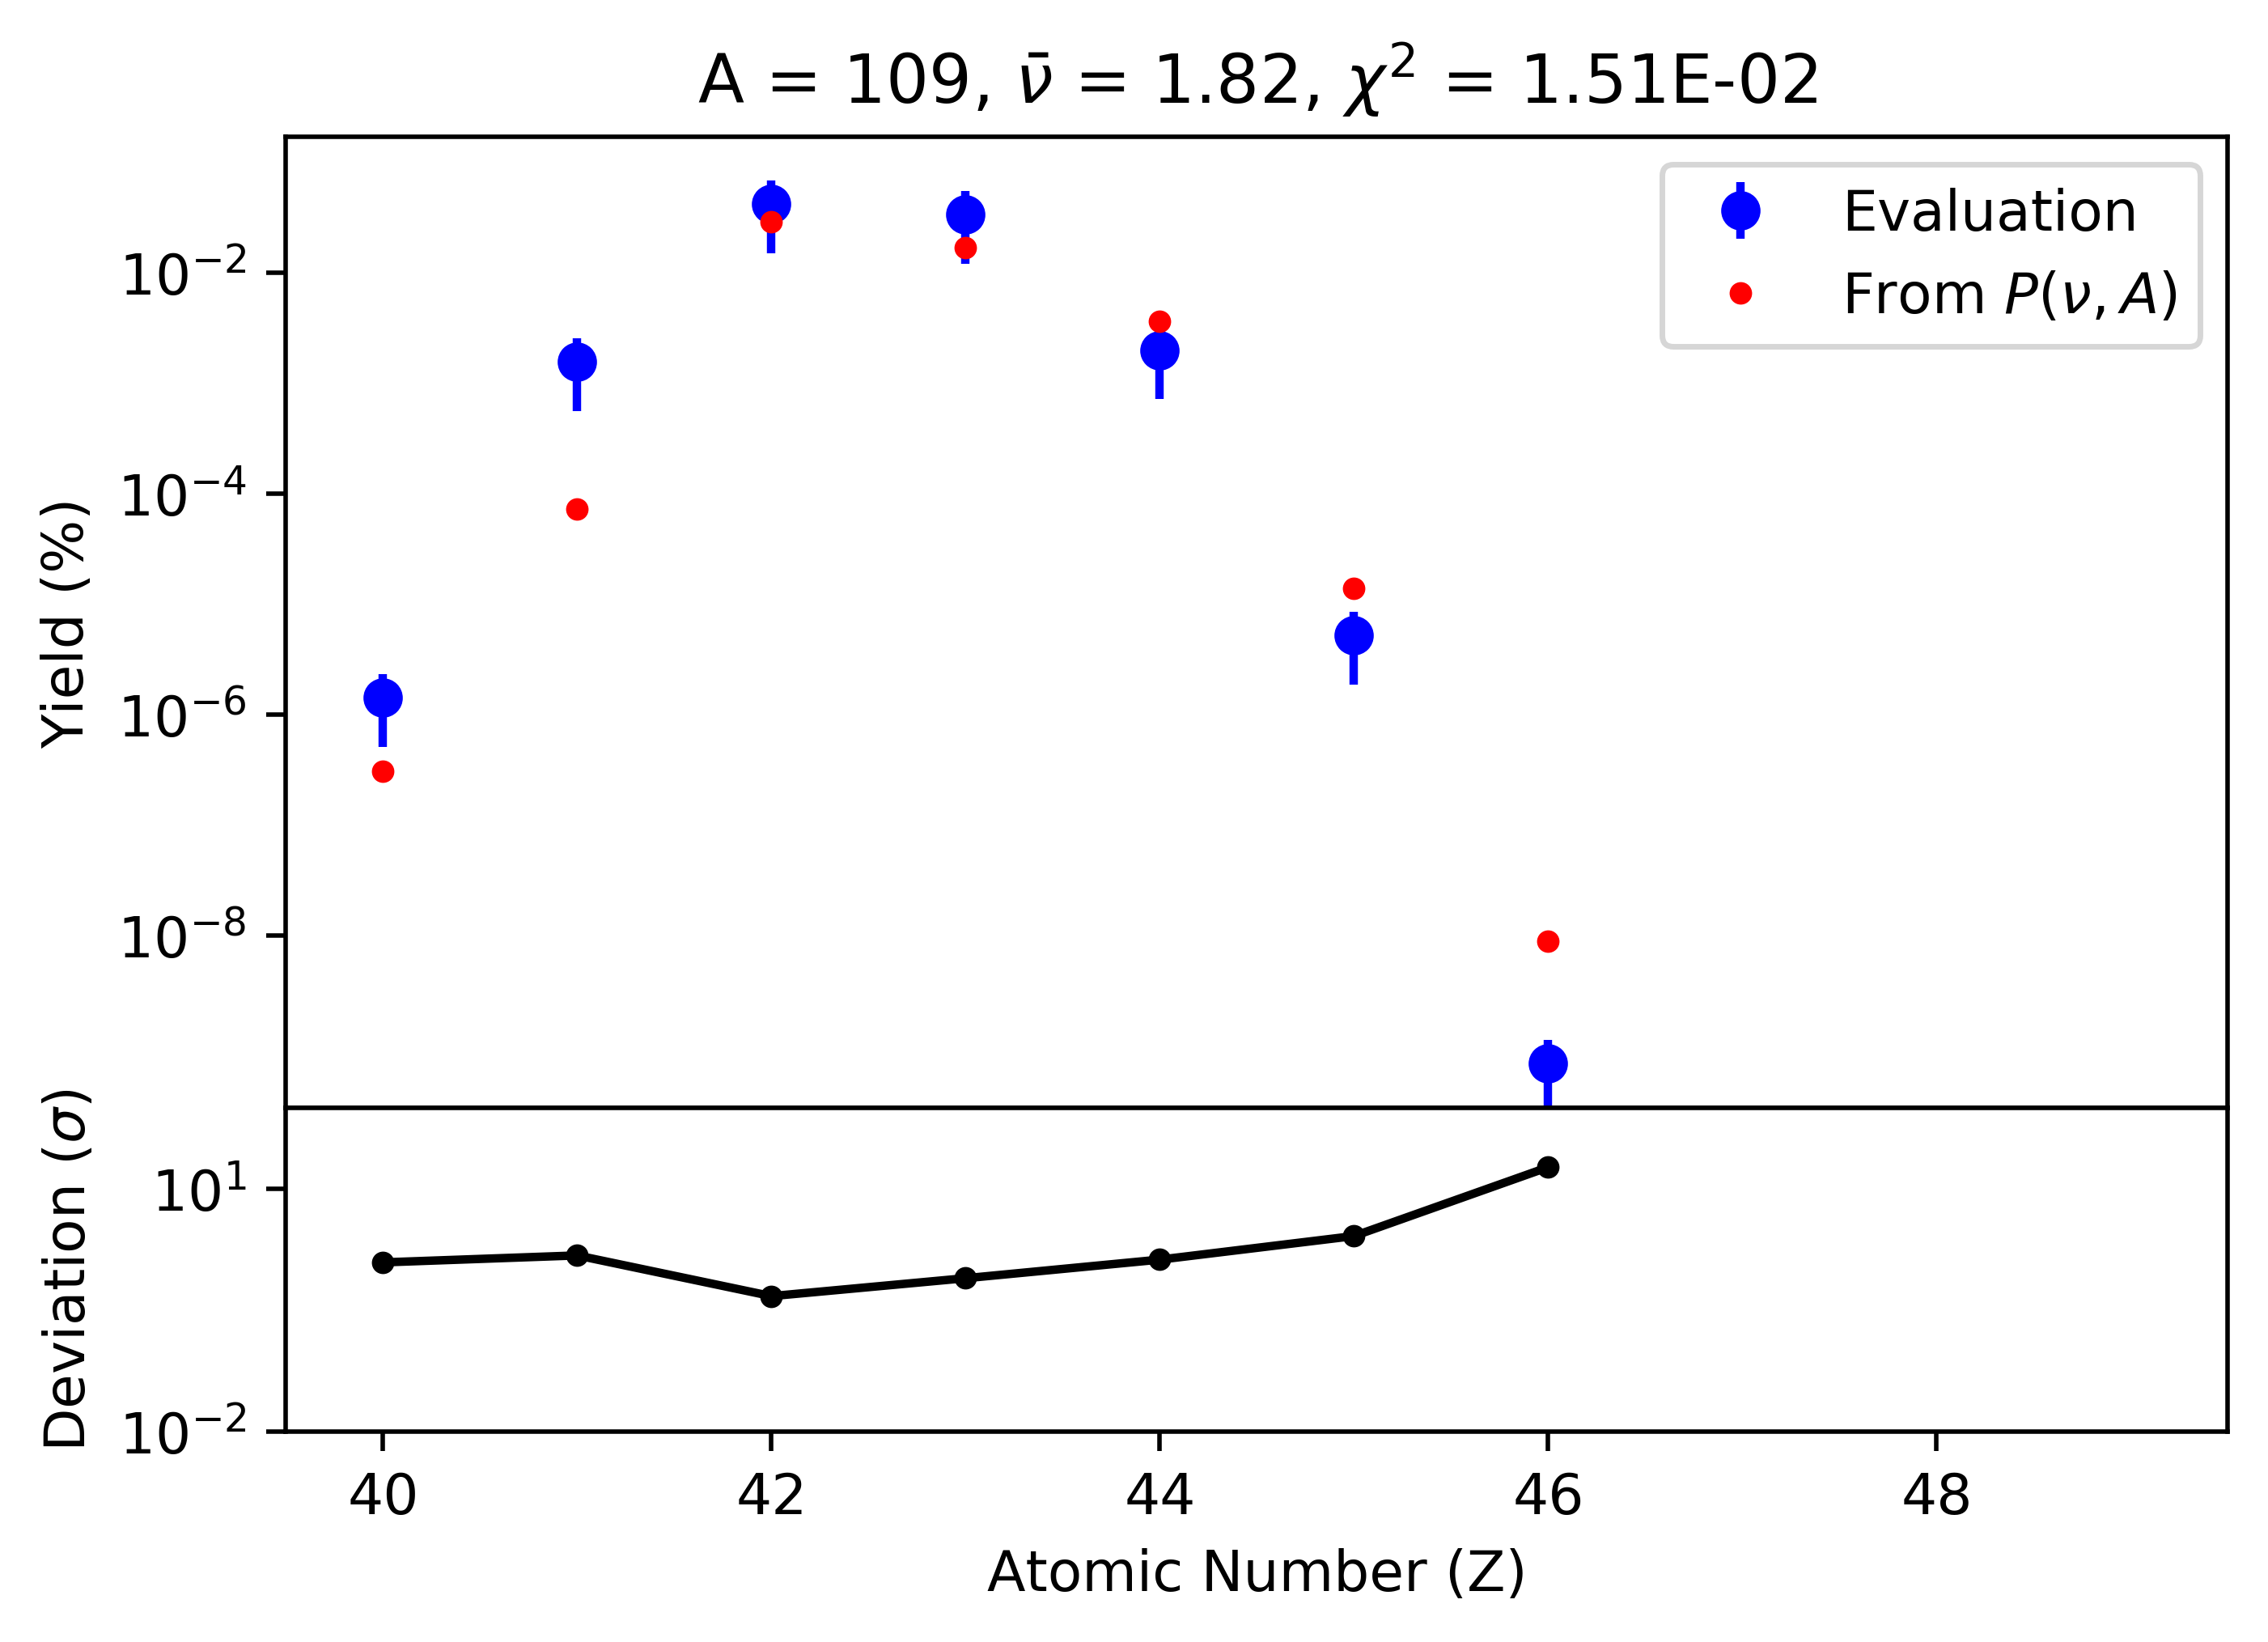 A = 109, ν̄ = 1.82, χ² = 1.51E-02
Evaluation
From P(ν, A)
Yield (%)
10⁻²
10⁻⁴
10⁻⁶
10⁻⁸
Deviation (σ)
10¹
10⁻²
40 42 44 46 48
Atomic Number (Z)